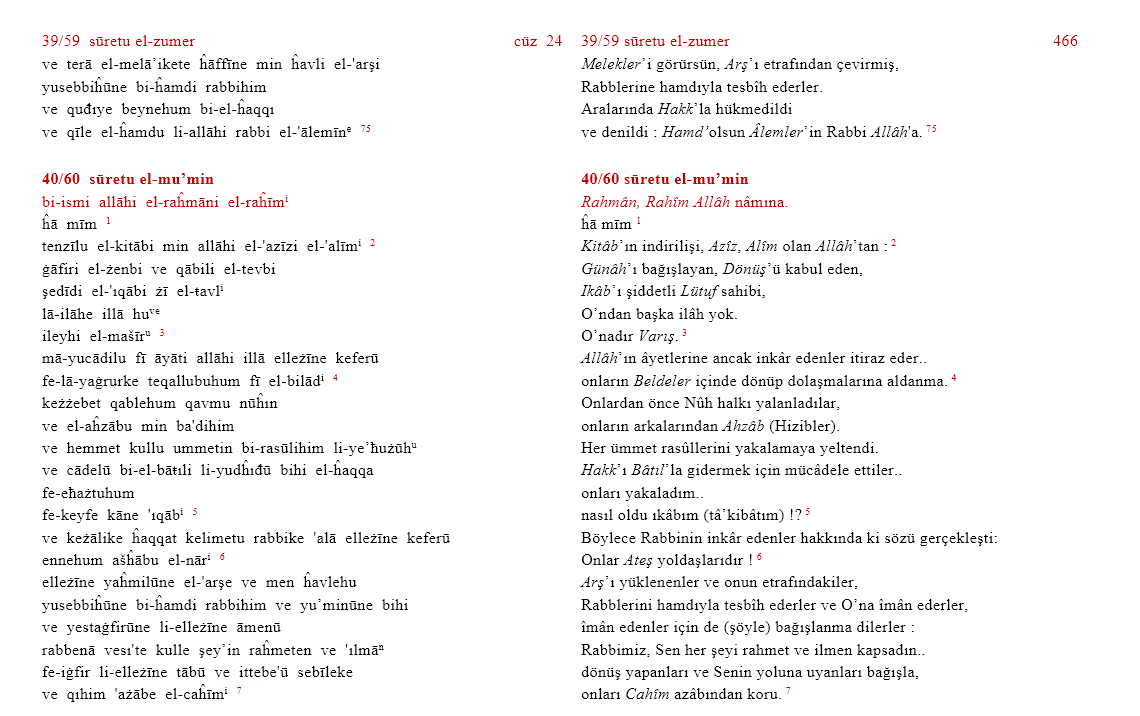 39/59 sūretu el-zumer cüz 24
ve terā el-melā’ikete ĥāffīne min ĥavli el-'arşi
yusebbiĥūne bi-ĥamdi rabbihim
ve quđıye beynehum bi-el-ĥaqqı
ve qīle el-ĥamdu li-allāhi rabbi el-'ālemīnᵉ ⁷⁵
40/60 sūretu el-mu’min
bi-ismi allāhi el-raĥmāni el-raĥīmⁱ
ĥā mīm ¹
tenzīlu el-kitābi min allāhi el-'azīzi el-'alīmⁱ ²
ġāfiri el-żenbi ve qābili el-tevbi
şedīdi el-'ıqābi żī el-ŧavlⁱ
lā-ilāhe illā huᵛᵉ
ileyhi el-mašīrᵘ ³
mā-yucādilu fī āyāti allāhi illā elleżīne keferū
fe-lā-yaġrurke teqallubuhum fī el-bilādⁱ ⁴
keżżebet qablehum qavmu nūĥın
ve el-aĥzābu min ba'dihim
ve hemmet kullu ummetin bi-rasūlihim li-ye’ħużūhᵘ
ve cādelū bi-el-bāŧıli li-yudĥıđū bihi el-ĥaqqa
fe-eħażtuhum
fe-keyfe kāne 'ıqābⁱ ⁵
ve keżālike ĥaqqat kelimetu rabbike 'alā elleżīne keferū
ennehum ašĥābu el-nārⁱ ⁶
elleżīne yaĥmilūne el-'arşe ve men ĥavlehu
yusebbiĥūne bi-ĥamdi rabbihim ve yu’minūne bihi
ve yestaġfirūne li-elleżīne āmenū
rabbenā vesı'te kulle şey’in raĥmeten ve 'ılmāⁿ
fe-iġfir li-elleżīne tābū ve ittebe'ū sebīleke
ve qıhim 'ażābe el-caĥīmⁱ ⁷
39/59 sūretu el-zumer 466
Melekler’i görürsün, Arş’ı etrafından çevirmiş,
Rabblerine hamdıyla tesbîh ederler.
Aralarında Hakk’la hükmedildi
ve denildi : Hamd’olsun Âlemler’in Rabbi Allâh'a. ⁷⁵
40/60 sūretu el-mu’min
Rahmân, Rahîm Allâh nâmına.
ĥā mīm ¹
Kitâb’ın indirilişi, Azîz, Alîm olan Allâh’tan : ²
Günâh’ı bağışlayan, Dönüş’ü kabul eden,
Ikâb’ı şiddetli Lütuf sahibi,
O’ndan başka ilâh yok.
O’nadır Varış. ³
Allâh’ın âyetlerine ancak inkâr edenler itiraz eder..
onların Beldeler içinde dönüp dolaşmalarına aldanma. ⁴
Onlardan önce Nûh halkı yalanladılar,
onların arkalarından Ahzâb (Hizibler).
Her ümmet rasûllerini yakalamaya yeltendi.
Hakk’ı Bâtıl’la gidermek için mücâdele ettiler..
onları yakaladım..
nasıl oldu ıkâbım (tâ’kibâtım) !? ⁵
Böylece Rabbinin inkâr edenler hakkında ki sözü gerçekleşti:
Onlar Ateş yoldaşlarıdır ! ⁶
Arş’ı yüklenenler ve onun etrafındakiler,
Rabblerini hamdıyla tesbîh ederler ve O’na îmân ederler,
îmân edenler için de (şöyle) bağışlanma dilerler :
Rabbimiz, Sen her şeyi rahmet ve ilmen kapsadın..
dönüş yapanları ve Senin yoluna uyanları bağışla,
onları Cahîm azâbından koru. ⁷